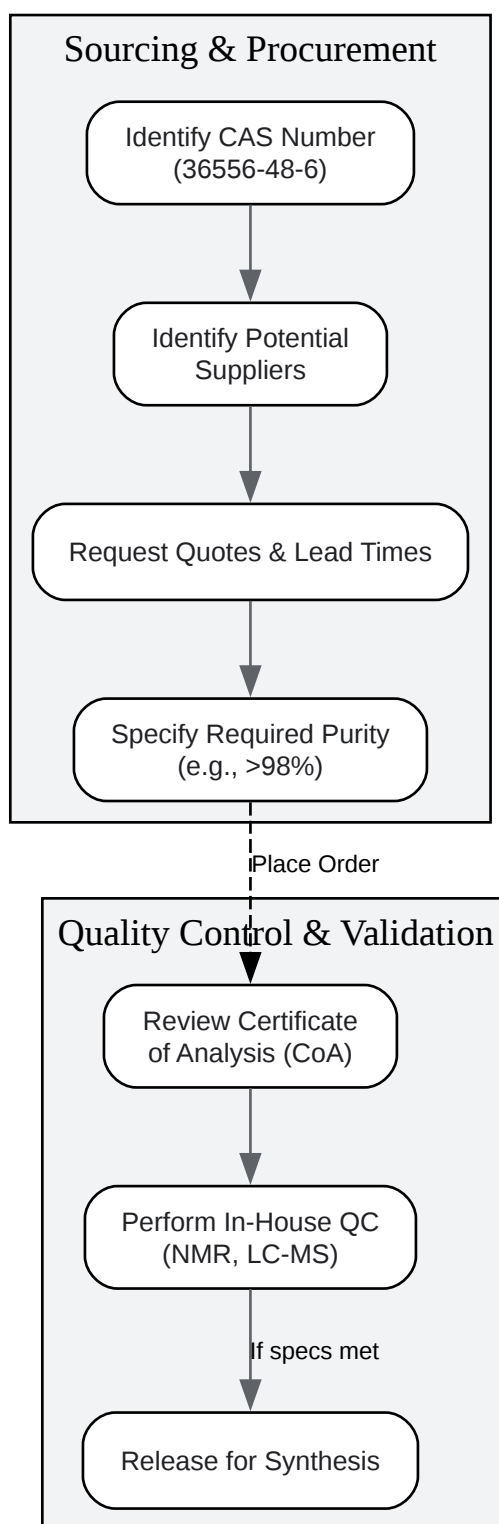 Sourcing & Procurement
Identify CAS Number
(36556-48-6)
Identify Potential
Suppliers
Request Quotes & Lead Times
Specify Required Purity
(e.g., >98%)
Place Order
Quality Control & Validation
Review Certificate
of Analysis (CoA)
Perform In-House QC
(NMR, LC-MS)
If specs met
Release for Synthesis